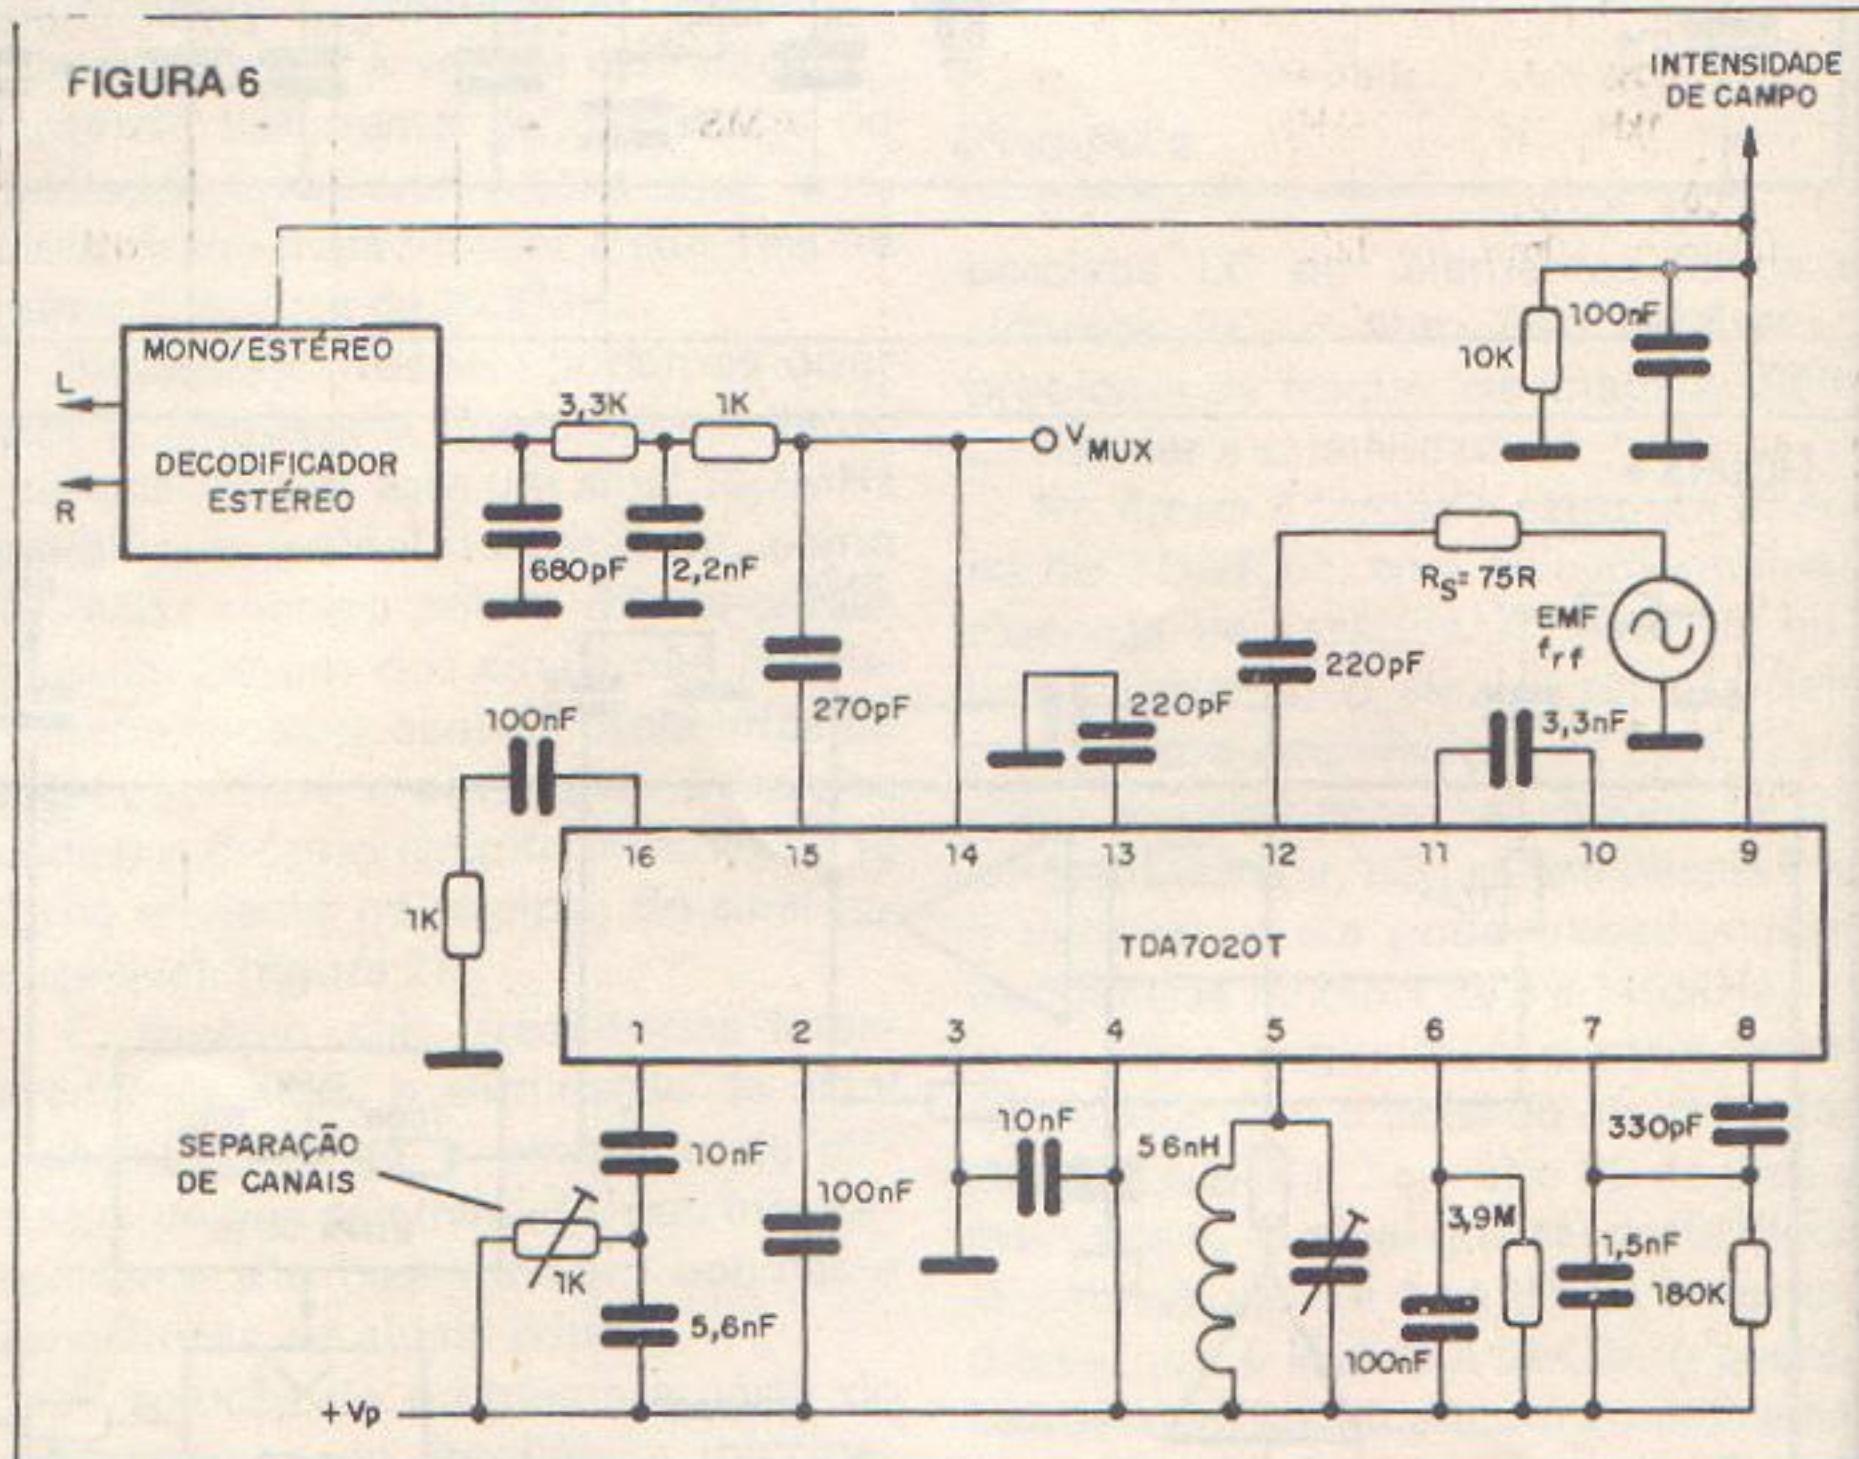 FIGURA 6
INTENSIDADE
DE CAMPO
MONO/ESTÉREO
DECODIFICADOR
ESTÉREO
L
R
3,3K
1K
V MUX
680pF
2,2nF
270pF
10K
100nF
RS= 75R
EMF
frf
220pF
220pF
3,3nF
100nF
1K
16
15
14
13
12
11
10
9
TDA7020T
1
2
3
4
5
6
7
8
SEPARAÇÃO
DE CANAIS
10nF
1K
5,6nF
100nF
10nF
56nH
3,9M
100nF
330pF
1,5nF
180K
+ Vp